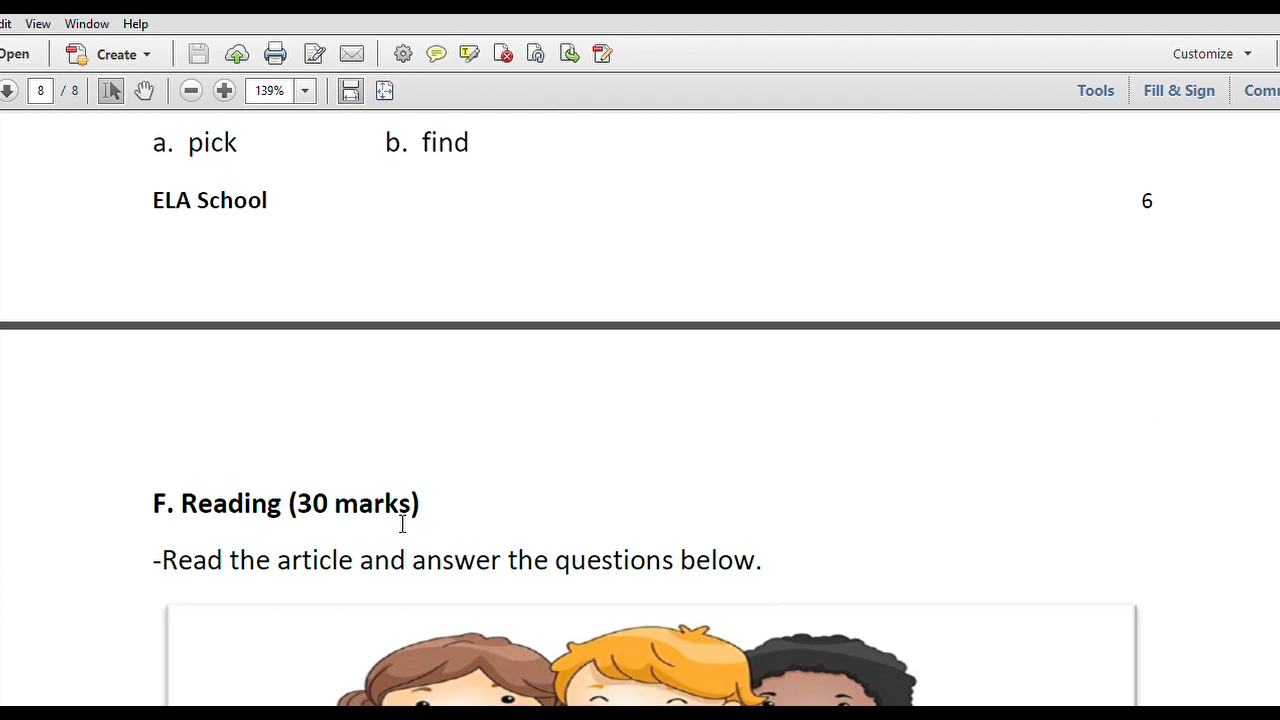 dit View Window Help
Open Create Customize
8 / 8 139% Tools Fill & Sign Comm
a. pick b. find
ELA School 6
F. Reading (30 marks)
-Read the article and answer the questions below.